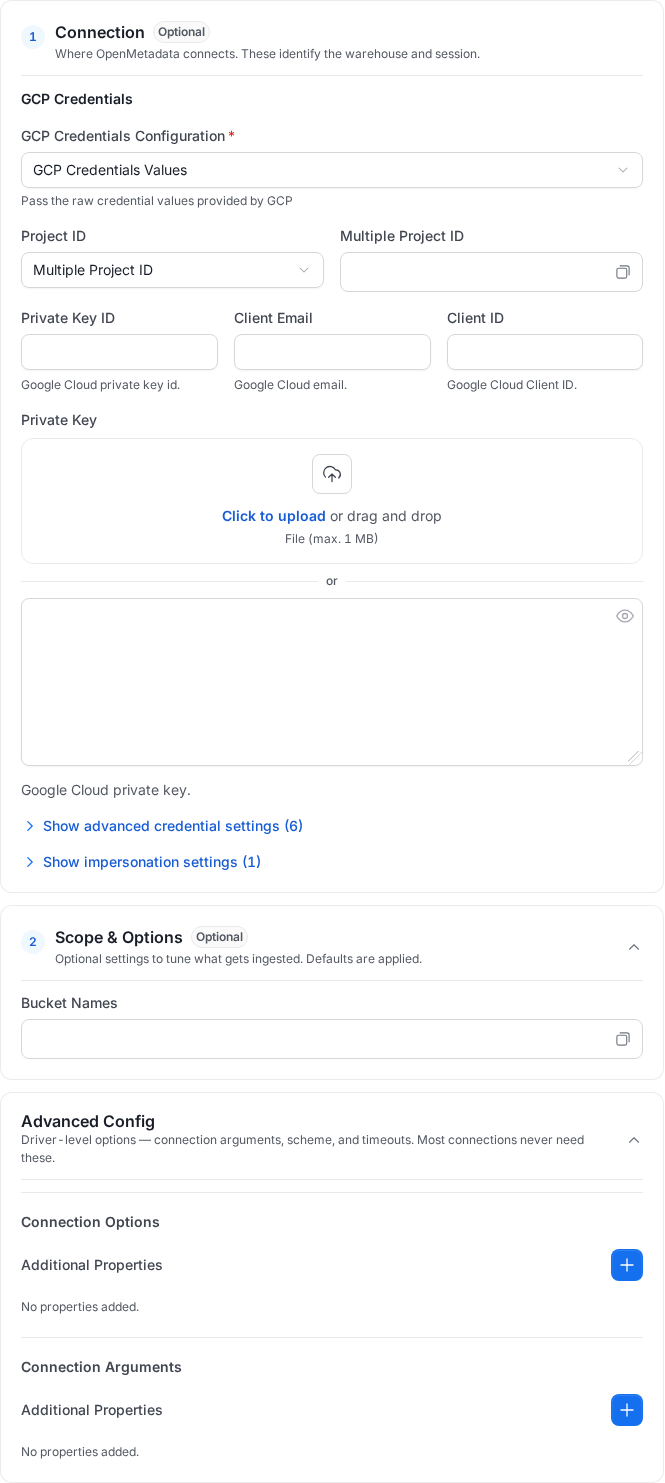 1 Connection Optional
Where OpenMetadata connects. These identify the warehouse and session.
GCP Credentials
GCP Credentials Configuration *
GCP Credentials Values
Pass the raw credential values provided by GCP
Project ID Multiple Project ID
Multiple Project ID
Private Key ID Client Email Client ID
Google Cloud private key id. Google Cloud email. Google Cloud Client ID.
Private Key
Click to upload or drag and drop
File (max. 1 MB)
or
Google Cloud private key.
Show advanced credential settings (6)
Show impersonation settings (1)
2 Scope & Options Optional
Optional settings to tune what gets ingested. Defaults are applied.
Bucket Names
Advanced Config
Driver-level options — connection arguments, scheme, and timeouts. Most connections never need
these.
Connection Options
Additional Properties
No properties added.
Connection Arguments
Additional Properties
No properties added.